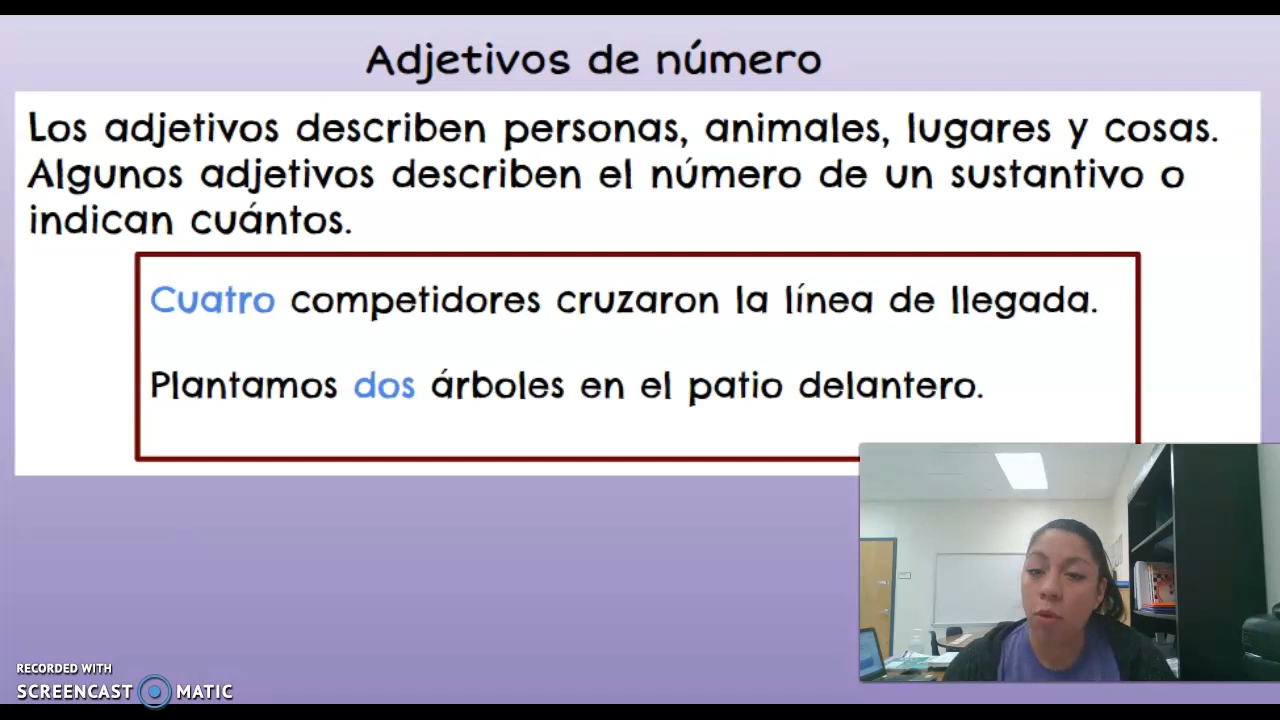 Adjetivos de número
Los adjetivos describen personas, animales, lugares y cosas.
Algunos adjetivos describen el número de un sustantivo o
indican cuántos.
Cuatro competidores cruzaron la línea de llegada.
Plantamos dos árboles en el patio delantero.
RECORDED WITH
SCREENCAST MATIC